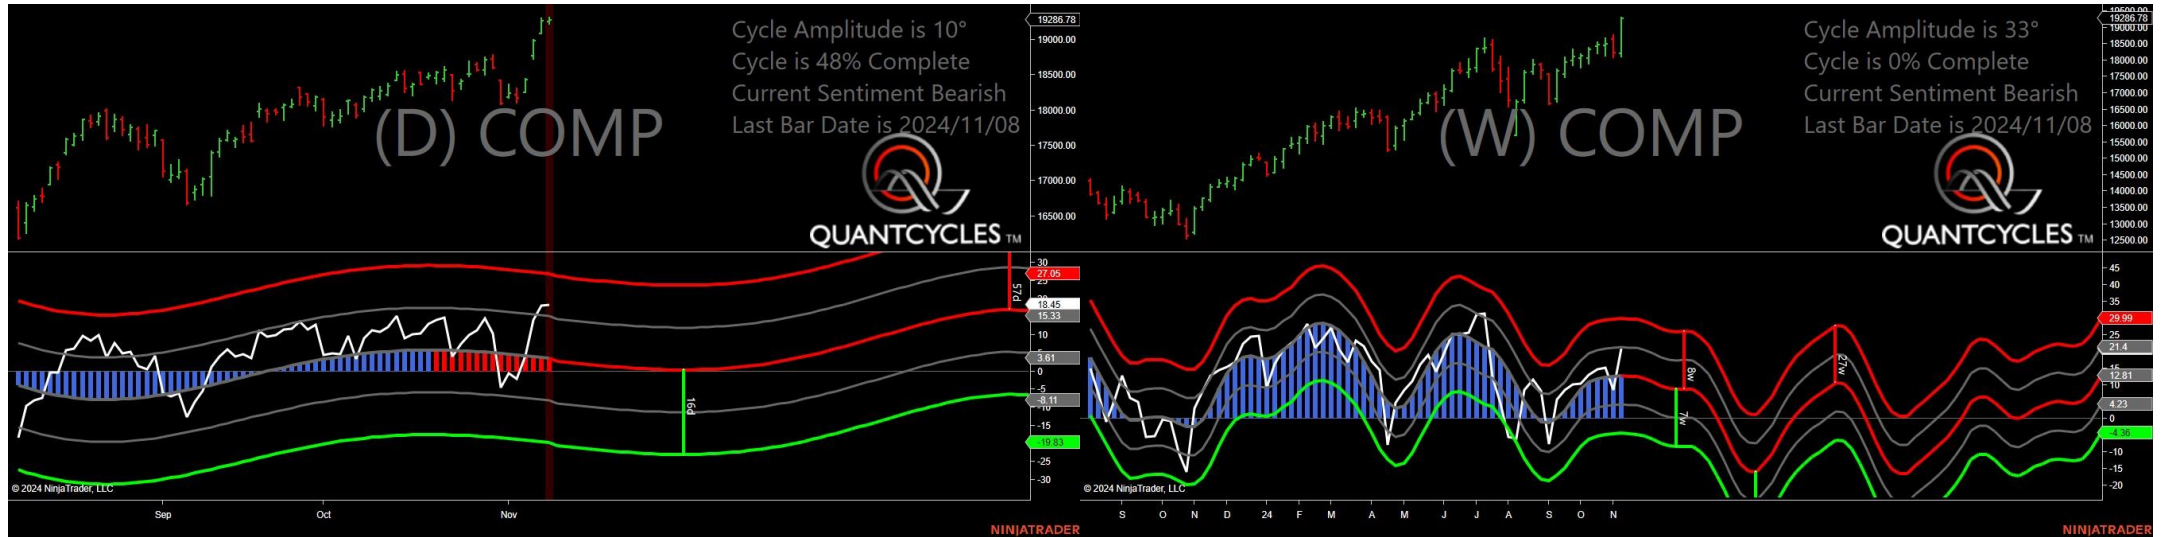 Cycle Amplitude is 10°
Cycle is 48% Complete
Current Sentiment Bearish
Last Bar Date is 2024/11/08
(D) COMP
QUANTCYCLES TM
19286.78
19000.00
18500.00
18000.00
17500.00
17000.00
16500.00
30
27.05
25
18.45
15.33
10
3.61
0
-5
-8.11
-10
-15
-19.83
-25
-30
57d
16d
© 2024 NinjaTrader, LLC
Sep
Oct
Nov
NINJATRADER
Cycle Amplitude is 33°
Cycle is 0% Complete
Current Sentiment Bearish
Last Bar Date is 2024/11/08
(W) COMP
QUANTCYCLES TM
19286.78
19000.00
18500.00
18000.00
17500.00
17000.00
16500.00
16000.00
15500.00
15000.00
14500.00
14000.00
13500.00
13000.00
12500.00
45
40
35
29.99
25
21.4
15
12.81
10
4.23
0
-4.36
-10
-15
-20
8w
7w
27w
© 2024 NinjaTrader, LLC
S
O
N
D
24
F
M
A
M
J
J
A
S
O
N
NINJATRADER